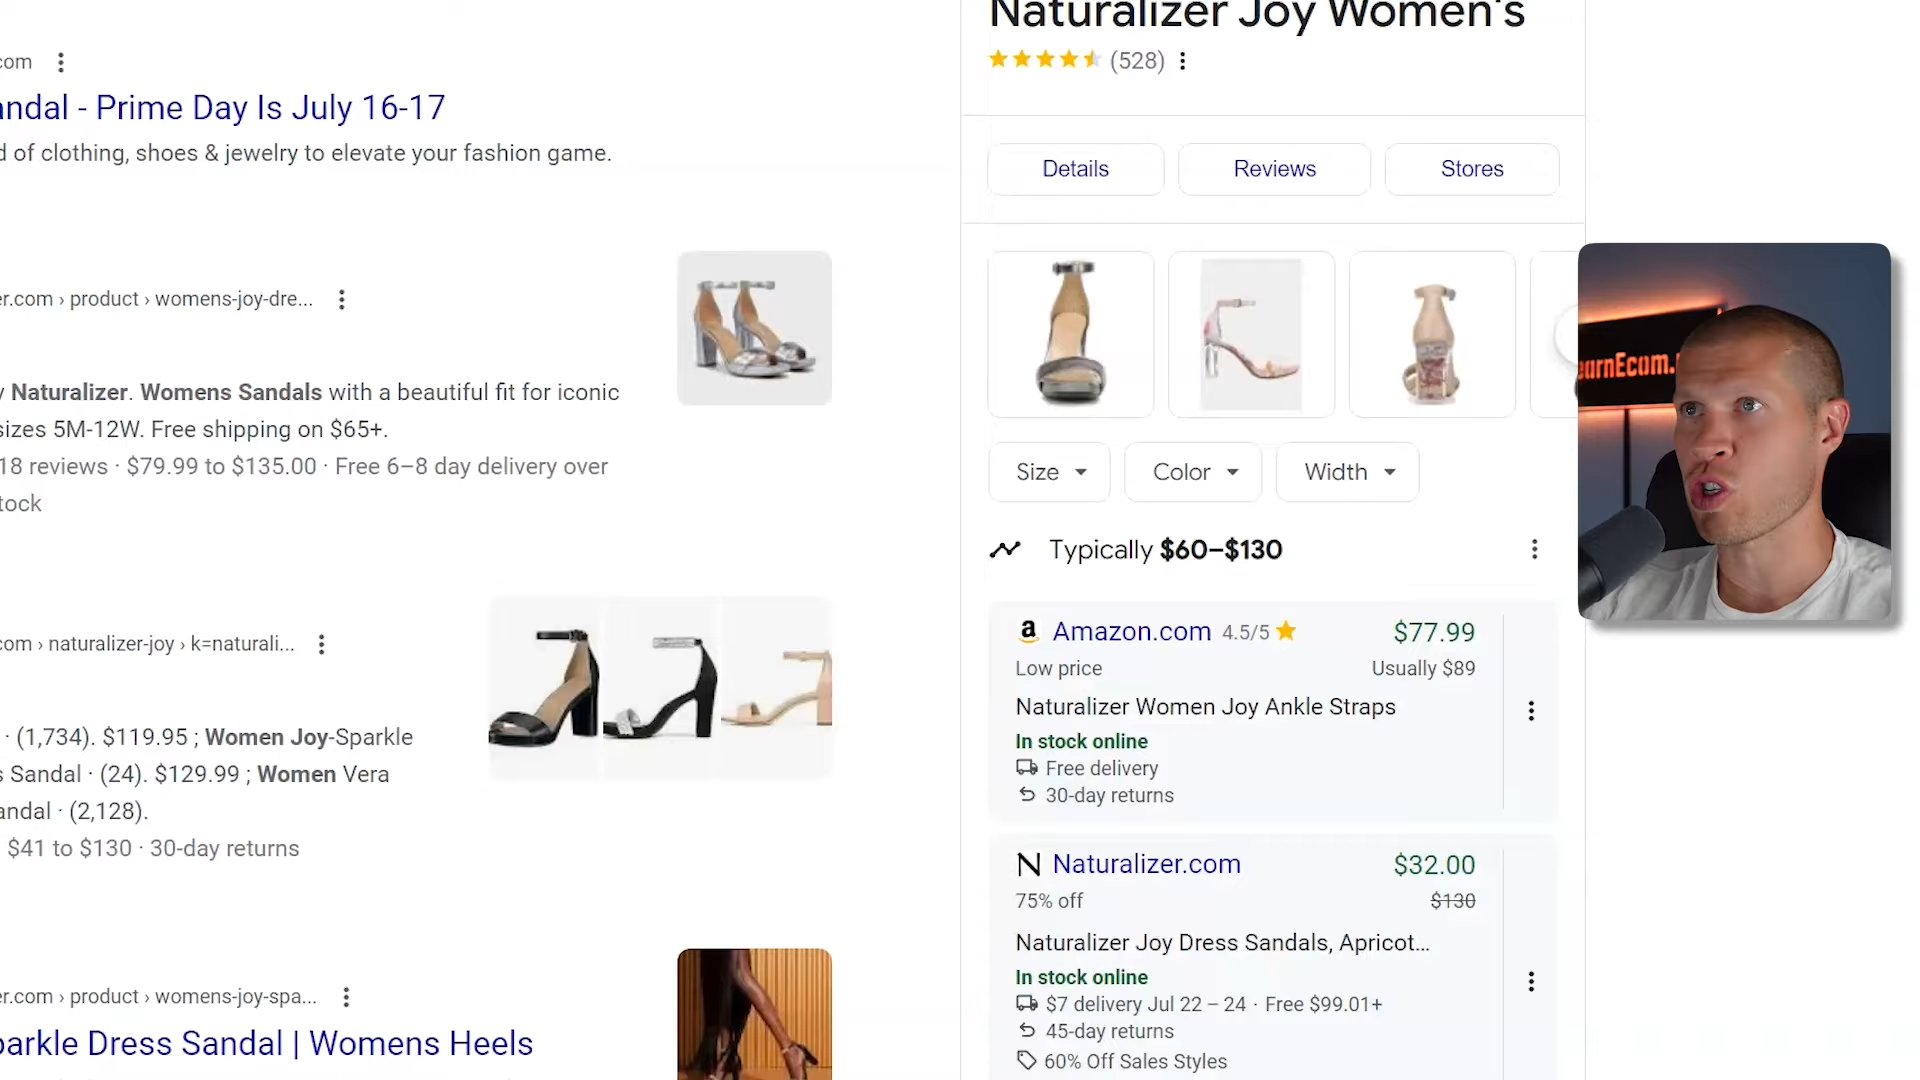 com
andal - Prime Day Is July 16-17
d of clothing, shoes & jewelry to elevate your fashion game.
er.com › product › womens-joy-dre...
y Naturalizer. Womens Sandals with a beautiful fit for iconic
sizes 5M-12W. Free shipping on $65+.
18 reviews · $79.99 to $135.00 · Free 6–8 day delivery over
tock
com › naturalizer-joy › k=naturali...
· (1,734). $119.95 ; Women Joy-Sparkle
s Sandal · (24). $129.99 ; Women Vera
andal · (2,128).
$41 to $130 · 30-day returns
er.com › product › womens-joy-spa...
parkle Dress Sandal | Womens Heels
Naturalizer Joy Women's
(528)
Details
Reviews
Stores
Size
Color
Width
Typically $60–$130
a Amazon.com 4.5/5 $77.99
Low price Usually $89
Naturalizer Women Joy Ankle Straps
In stock online
Free delivery
30-day returns
N Naturalizer.com $32.00
75% off $130
Naturalizer Joy Dress Sandals, Apricot...
In stock online
$7 delivery Jul 22 – 24 · Free $99.01+
45-day returns
60% Off Sales Styles
earnEcom.